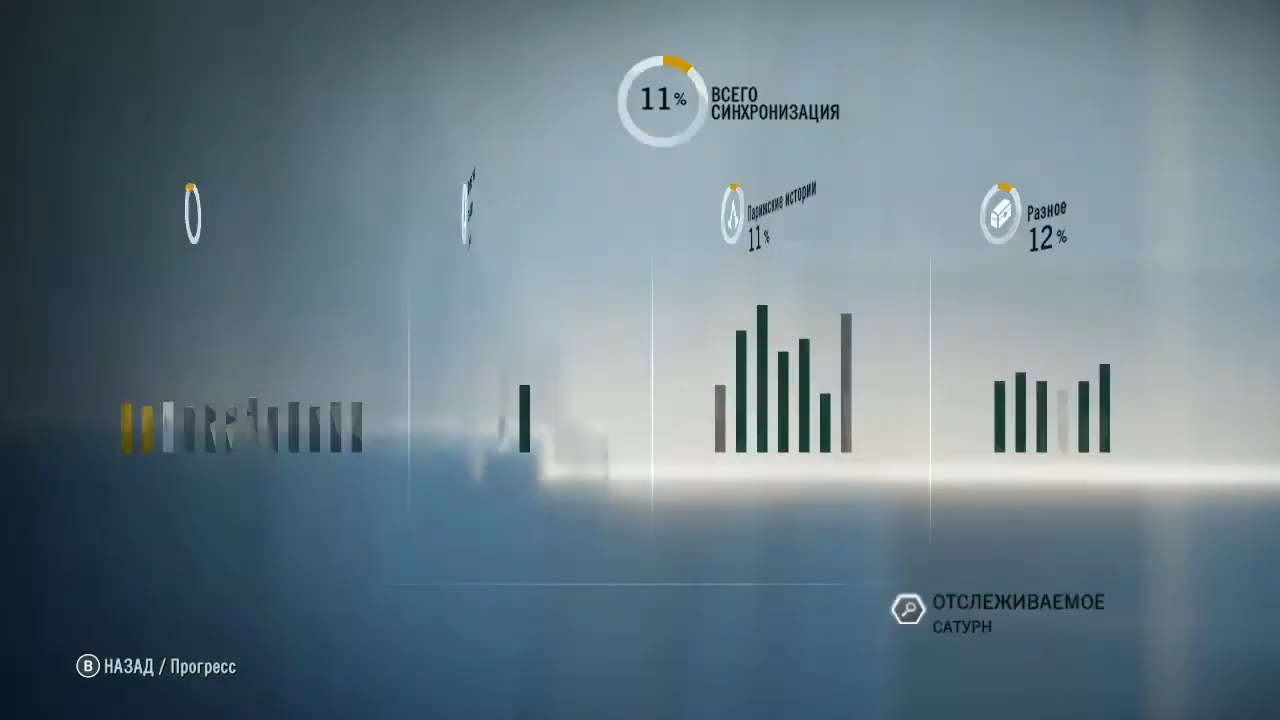 11%
ВСЕГО
СИНХРОНИЗАЦИЯ
Парижские истории
11%
Разное
12%
ОТСЛЕЖИВАЕМОЕ
САТУРН
B НАЗАД / Прогресс